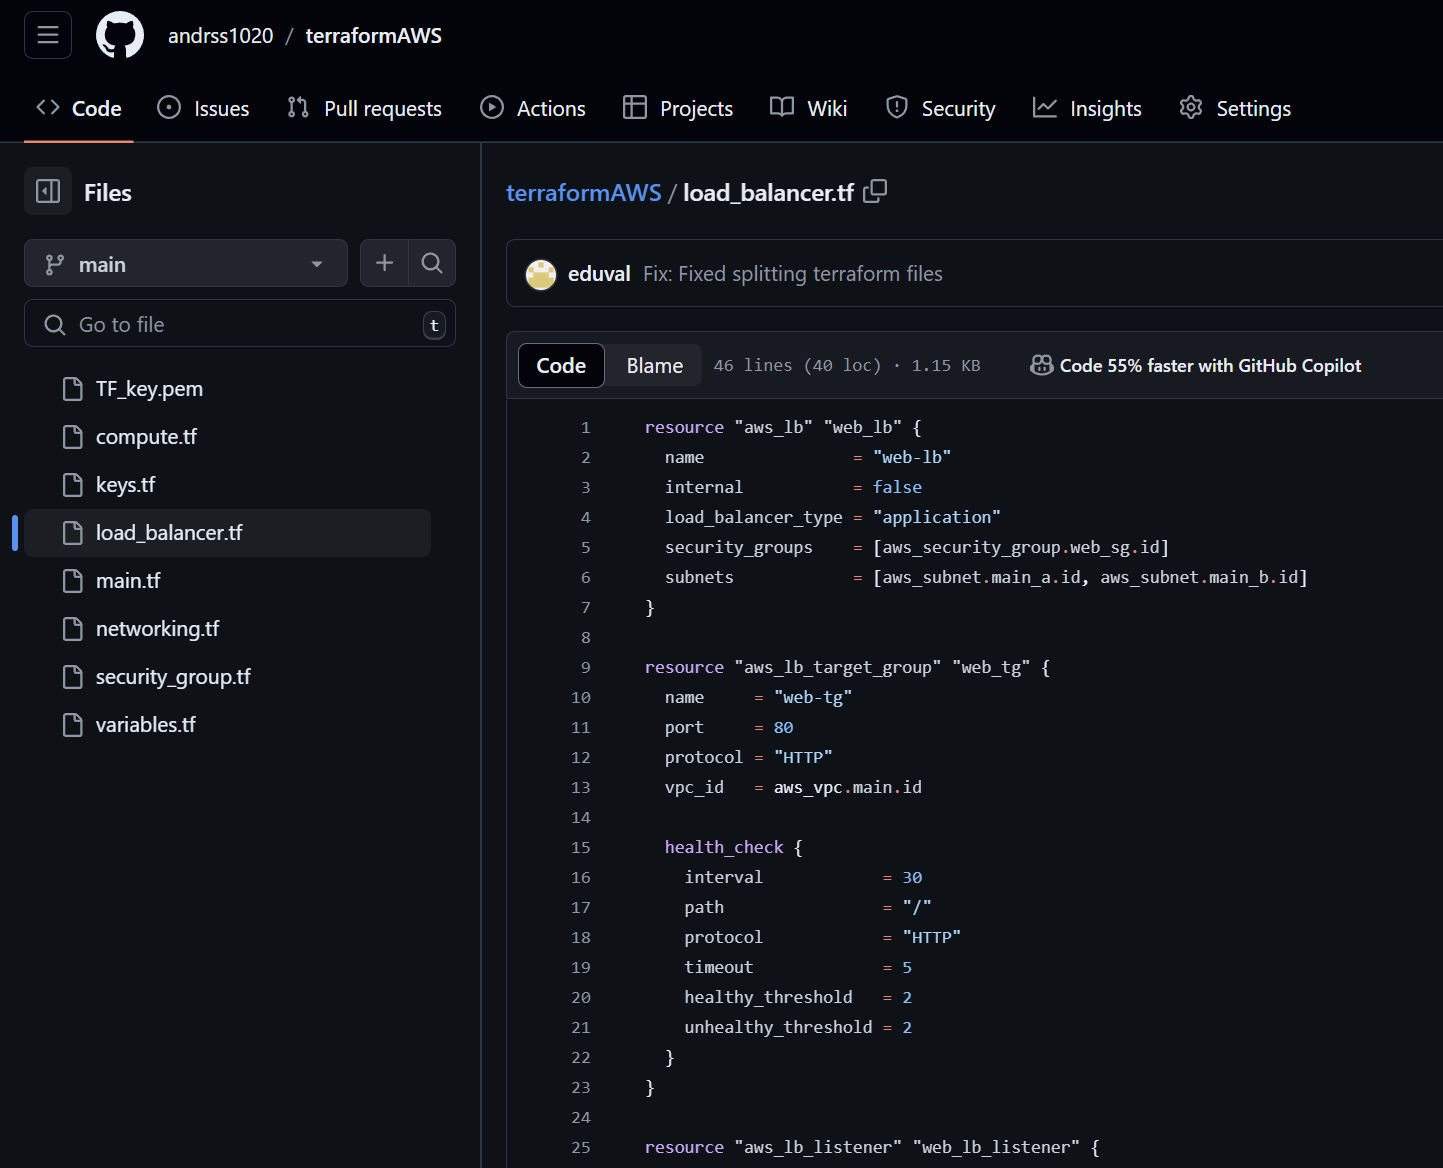 andrss1020 / terraformAWS
Code Issues Pull requests Actions Projects Wiki Security Insights Settings
Files
main
Go to file t
TF_key.pem
compute.tf
keys.tf
load_balancer.tf
main.tf
networking.tf
security_group.tf
variables.tf
terraformAWS / load_balancer.tf
eduval Fix: Fixed splitting terraform files
Code Blame 46 lines (40 loc) · 1.15 KB Code 55% faster with GitHub Copilot
1 resource "aws_lb" "web_lb" {
2   name               = "web-lb"
3   internal           = false
4   load_balancer_type = "application"
5   security_groups    = [aws_security_group.web_sg.id]
6   subnets            = [aws_subnet.main_a.id, aws_subnet.main_b.id]
7 }
8
9 resource "aws_lb_target_group" "web_tg" {
10   name     = "web-tg"
11   port     = 80
12   protocol = "HTTP"
13   vpc_id   = aws_vpc.main.id
14
15   health_check {
16     interval            = 30
17     path                = "/"
18     protocol            = "HTTP"
19     timeout             = 5
20     healthy_threshold   = 2
21     unhealthy_threshold = 2
22   }
23 }
24
25 resource "aws_lb_listener" "web_lb_listener" {